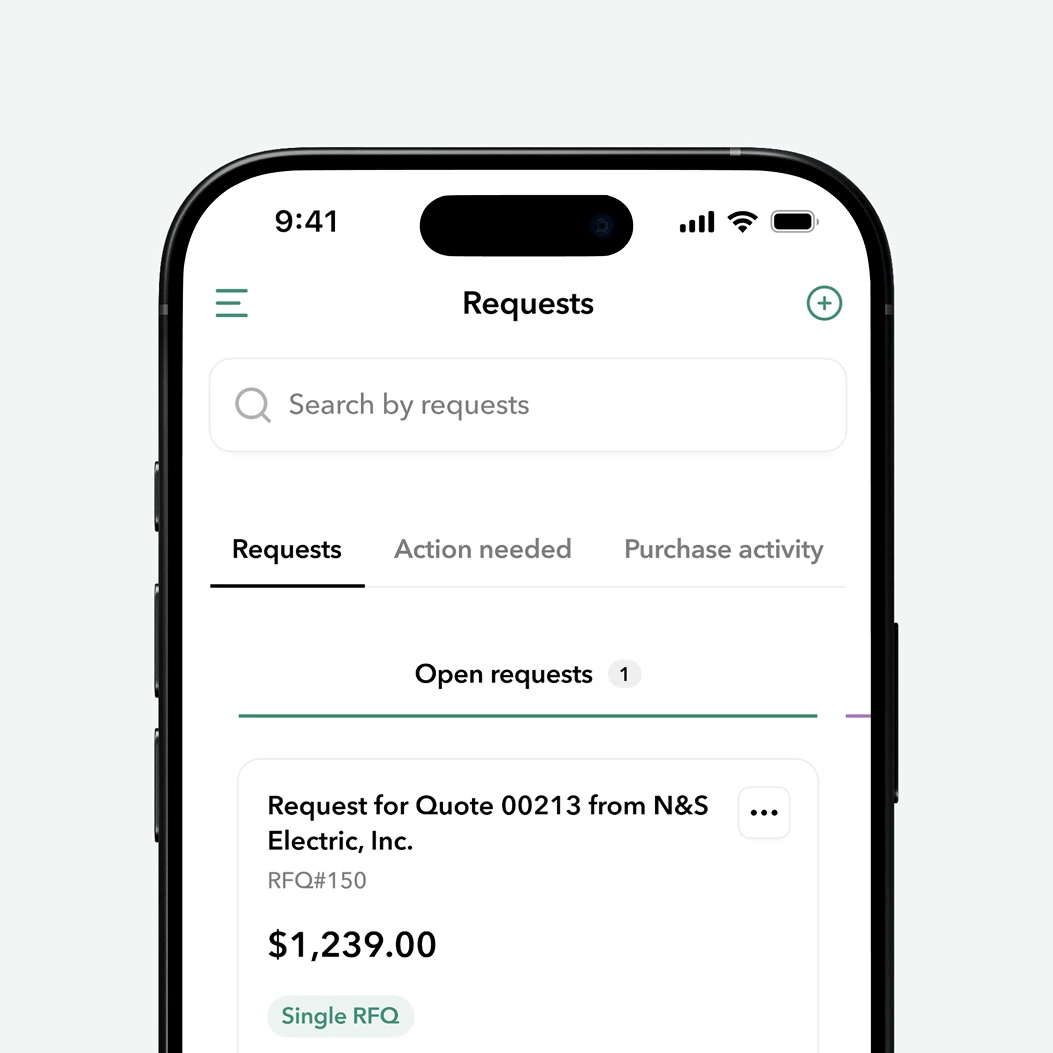 9:41
Requests
Search by requests
Requests Action needed Purchase activity
Open requests 1
Request for Quote 00213 from N&S
Electric, Inc.
RFQ#150
$1,239.00
Single RFQ